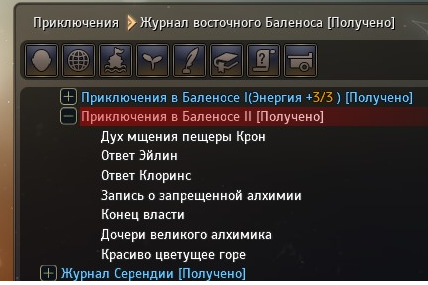 Приключения Журнал восточного Баленоса [Получено]
Приключения в Баленосе I(Энергия +3/3 ) [Получено]
Приключения в Баленосе II [Получено]
Дух мщения пещеры Крон
Ответ Эйлин
Ответ Клоринс
Запись о запрещенной алхимии
Конец власти
Дочери великого алхимика
Красиво цветущее горе
Журнал Серендии [Получено]